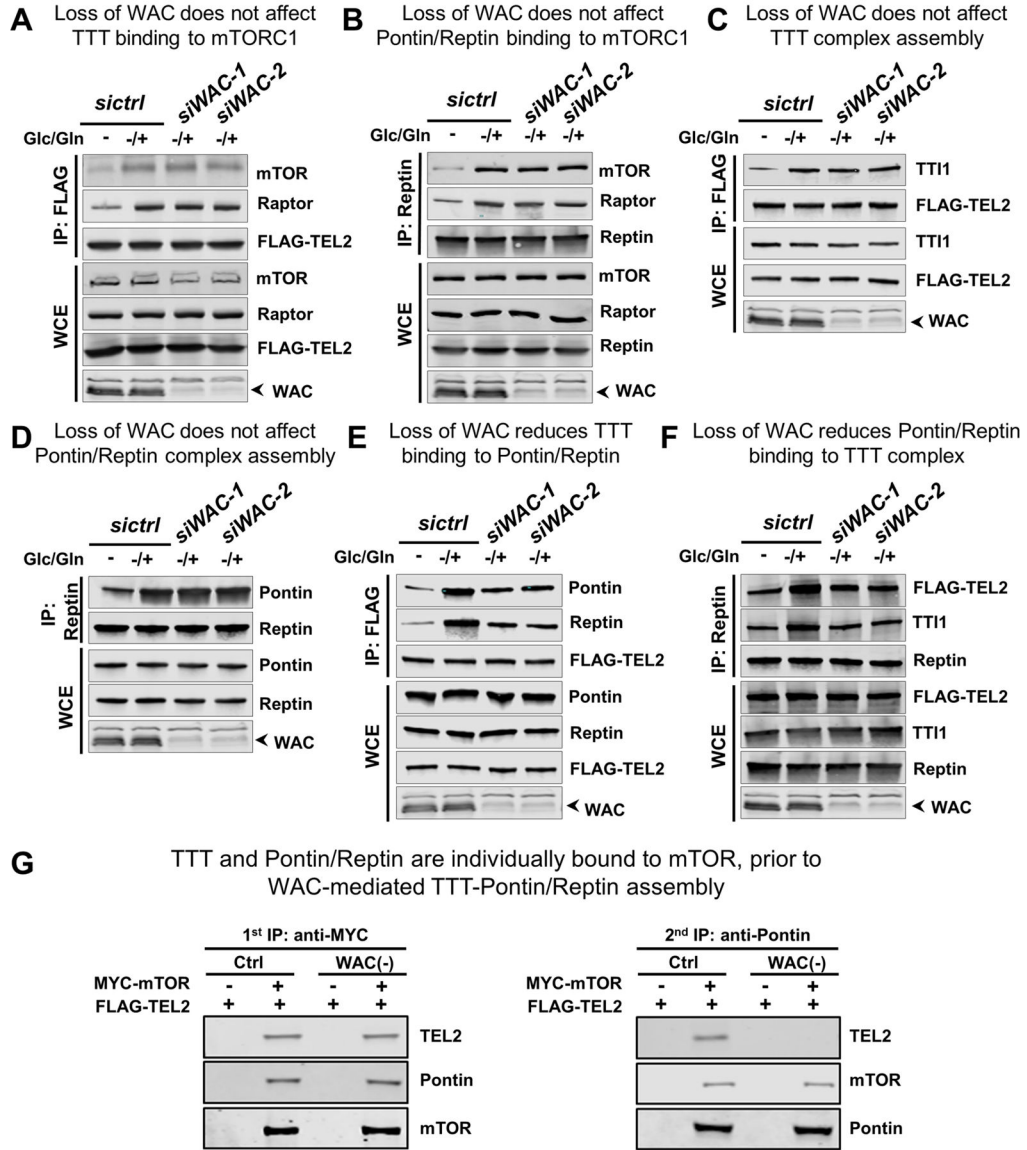 A
Loss of WAC does not affect
TTT binding to mTORC1
sictrl
siWAC-1
siWAC-2
Glc/Gln - -/+ -/+ -/+
IP: FLAG
mTOR
Raptor
FLAG-TEL2
WCE
mTOR
Raptor
FLAG-TEL2
WAC
B
Loss of WAC does not affect
Pontin/Reptin binding to mTORC1
sictrl
siWAC-1
siWAC-2
Glc/Gln - -/+ -/+ -/+
IP: Reptin
mTOR
Raptor
Reptin
WCE
mTOR
Raptor
Reptin
WAC
C
Loss of WAC does not affect
TTT complex assembly
sictrl
siWAC-1
siWAC-2
Glc/Gln - -/+ -/+ -/+
IP: FLAG
TTI1
FLAG-TEL2
WCE
TTI1
FLAG-TEL2
WAC
D
Loss of WAC does not affect
Pontin/Reptin complex assembly
sictrl
siWAC-1
siWAC-2
Glc/Gln - -/+ -/+ -/+
IP:
Reptin
Pontin
Reptin
WCE
Pontin
Reptin
WAC
E
Loss of WAC reduces TTT
binding to Pontin/Reptin
sictrl
siWAC-1
siWAC-2
Glc/Gln - -/+ -/+ -/+
IP: FLAG
Pontin
Reptin
FLAG-TEL2
WCE
Pontin
Reptin
FLAG-TEL2
WAC
F
Loss of WAC reduces Pontin/Reptin
binding to TTT complex
sictrl
siWAC-1
siWAC-2
Glc/Gln - -/+ -/+ -/+
IP: Reptin
FLAG-TEL2
TTI1
Reptin
WCE
FLAG-TEL2
TTI1
Reptin
WAC
G
TTT and Pontin/Reptin are individually bound to mTOR, prior to
WAC-mediated TTT-Pontin/Reptin assembly
1st IP: anti-MYC
Ctrl WAC(-)
MYC-mTOR - + - +
FLAG-TEL2 + + + +
TEL2
Pontin
mTOR
2nd IP: anti-Pontin
Ctrl WAC(-)
MYC-mTOR - + - +
FLAG-TEL2 + + + +
TEL2
mTOR
Pontin